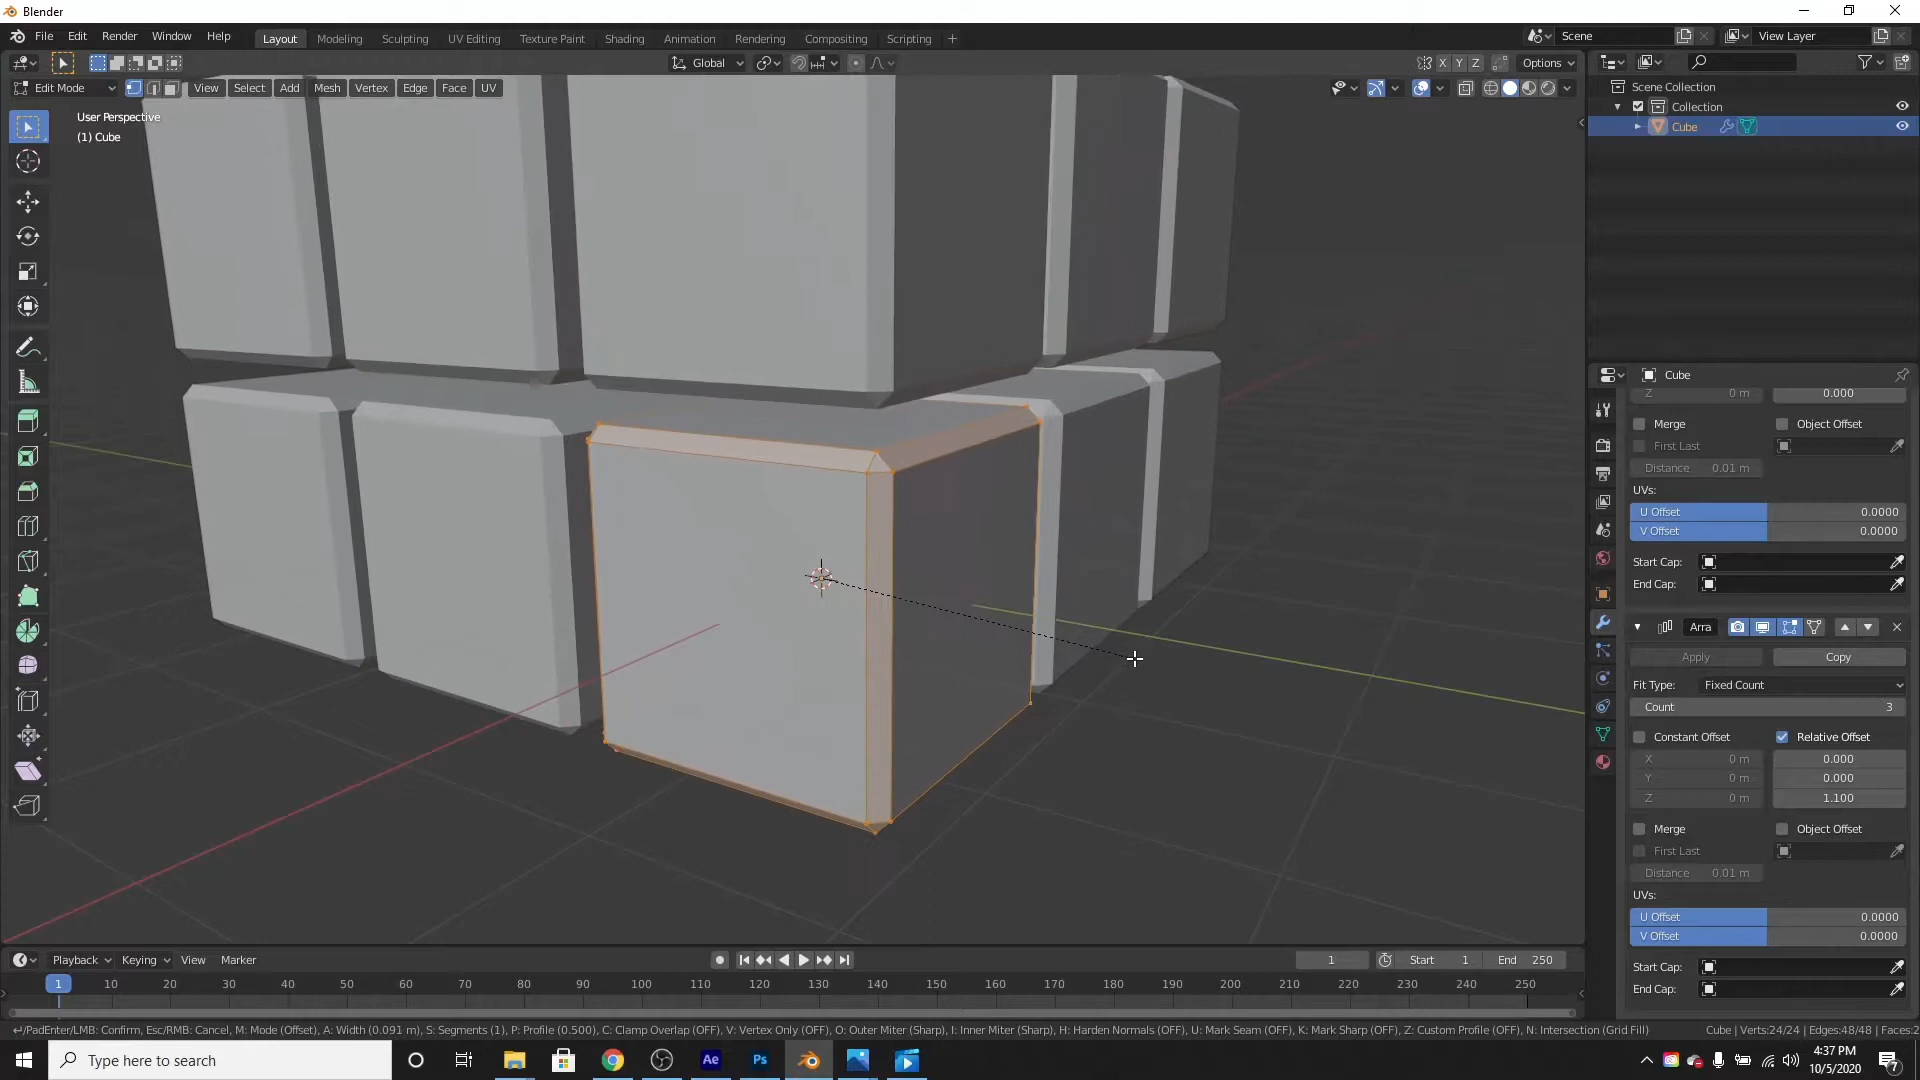 Blender
File Edit Render Window Help Layout Modeling Sculpting UV Editing Texture Paint Shading Animation Rendering Compositing Scripting + Scene View Layer
Global X Y Z Options
Edit Mode View Select Add Mesh Vertex Edge Face UV
User Perspective
(1) Cube
Scene Collection
Collection
Cube
Cube
Z 0 m 0.000
Merge Object Offset
First Last
Distance 0.01 m
UVs:
U Offset 0.0000
V Offset 0.0000
Start Cap:
End Cap:
Arra
Apply Copy
Fit Type: Fixed Count
Count 3
Constant Offset Relative Offset
X 0 m 0.000
Y 0 m 0.000
Z 0 m 1.100
Merge Object Offset
First Last
Distance 0.01 m
UVs:
U Offset 0.0000
V Offset 0.0000
Start Cap:
End Cap:
Playback Keying View Marker 1 Start 1 End 250
1 10 20 30 40 50 60 70 80 90 100 110 120 130 140 150 160 170 180 190 200 210 220 230 240 250
/PadEnter/LMB: Confirm, Esc/RMB: Cancel, M: Mode (Offset), A: Width (0.091 m), S: Segments (1), P: Profile (0.500), C: Clamp Overlap (OFF), V: Vertex Only (OFF), O: Outer Miter (Sharp), I: Inner Miter (Sharp), H: Harden Normals (OFF), U: Mark Seam (OFF), K: Mark Sharp (OFF), Z: Custom Profile (OFF), N: Intersection (Grid Fill) Cube | Verts:24/24 | Edges:48/48 | Faces:2
Type here to search
Ae
Ps
4:37 PM
10/5/2020
7